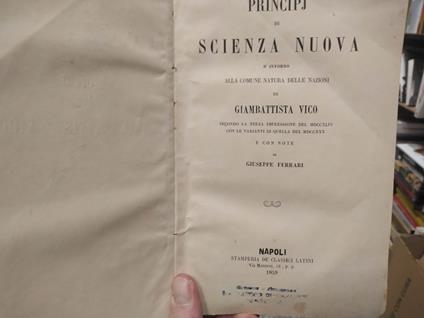 PRINCIPJ
DI
SCIENZA NUOVA
D'INTORNO
ALLA COMUNE NATURA DELLE NAZIONI
DI
GIAMBATTISTA VICO
SECONDO LA TERZA IMPRESSIONE DEL MDCCXLIV
CON LE VARIANTI DI QUELLA DEL MDCCXXX
E CON NOTE
DI
GIUSEPPE FERRARI
NAPOLI
STAMPERIA DE' CLASSICI LATINI
1859